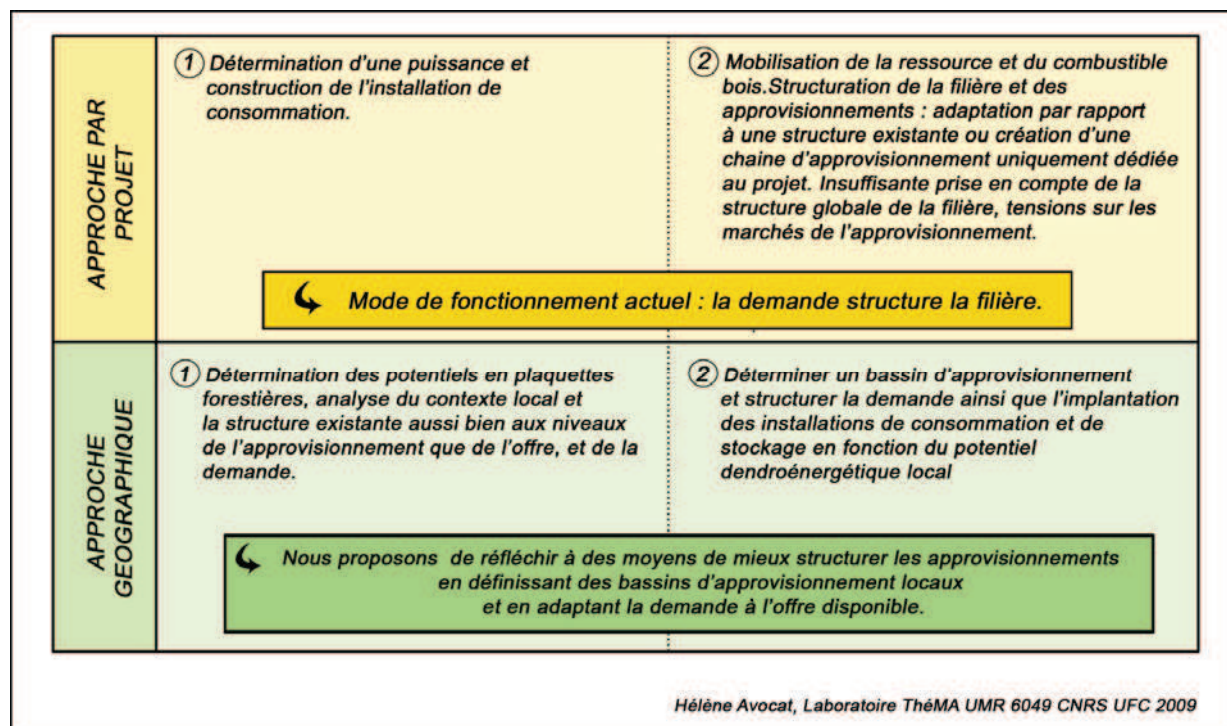 APPROCHE PAR
PROJET
① Détermination d'une puissance et
construction de l'installation de
consommation.
② Mobilisation de la ressource et du combustible
bois.Structuration de la filière et des
approvisionnements : adaptation par rapport
à une structure existante ou création d'une
chaine d'approvisionnement uniquement dédiée
au projet. Insuffisante prise en compte de la
structure globale de la filière, tensions sur les
marchés de l'approvisionnement.
Mode de fonctionnement actuel : la demande structure la filière.
APPROCHE
GEOGRAPHIQUE
① Détermination des potentiels en plaquettes
forestières, analyse du contexte local et
la structure existante aussi bien aux niveaux
de l'approvisionnement que de l'offre, et de la
demande.
② Déterminer un bassin d'approvisionnement
et structurer la demande ainsi que l'implantation
des installations de consommation et de
stockage en fonction du potentiel
dendroénergétique local
Nous proposons de réfléchir à des moyens de mieux structurer les approvisionnements
en définissant des bassins d'approvisionnement locaux
et en adaptant la demande à l'offre disponible.
Hélène Avocat, Laboratoire ThéMA UMR 6049 CNRS UFC 2009